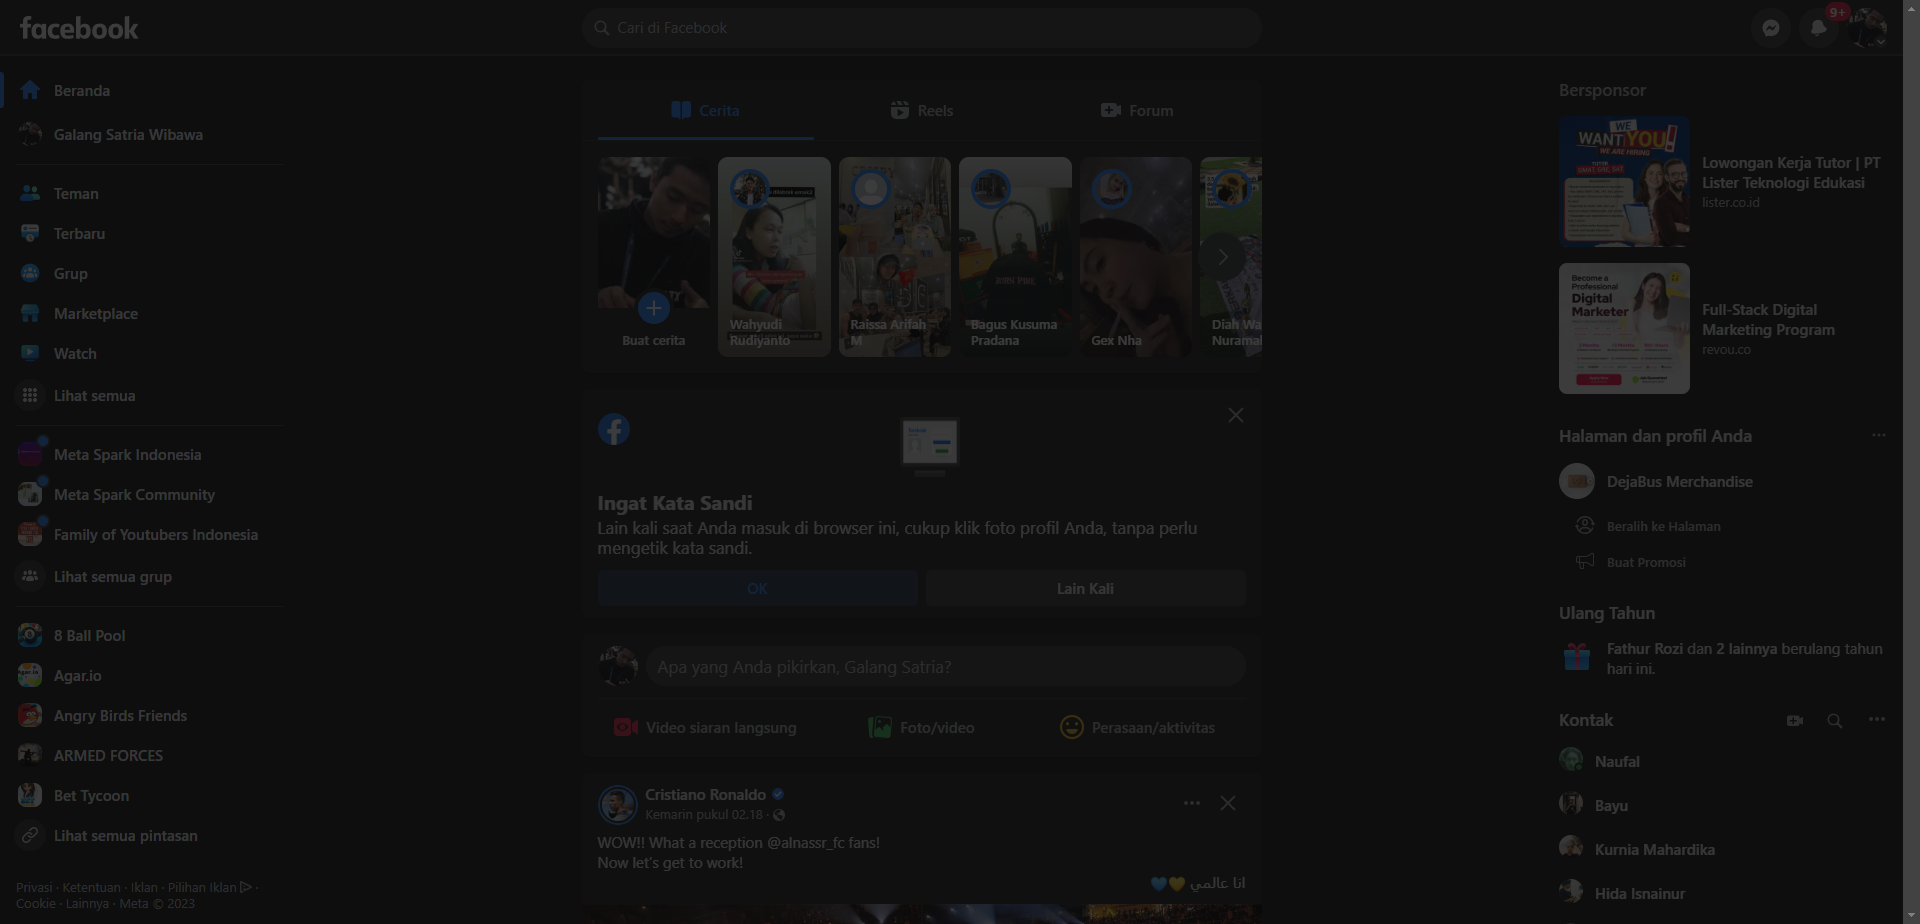 facebook
Cari di Facebook
9+
Beranda
Galang Satria Wibawa
Teman
Terbaru
Grup
Marketplace
Watch
Lihat semua
Meta Spark Indonesia
Meta Spark Community
Family of Youtubers Indonesia
Lihat semua grup
8 Ball Pool
Agar.io
Angry Birds Friends
ARMED FORCES
Bet Tycoon
Lihat semua pintasan
Privasi · Ketentuan · Iklan · Pilihan Iklan ·
Cookie · Lainnya · Meta © 2023
Cerita
Reels
Forum
Buat cerita
Wahyudi
Rudiyanto
Raissa Arifah
M
Bagus Kusuma
Pradana
Gex Nha
Diah Wa
Nuramal
Ingat Kata Sandi
Lain kali saat Anda masuk di browser ini, cukup klik foto profil Anda, tanpa perlu
mengetik kata sandi.
OK
Lain Kali
Apa yang Anda pikirkan, Galang Satria?
Video siaran langsung
Foto/video
Perasaan/aktivitas
Cristiano Ronaldo
Kemarin pukul 02.18 ·
WOW!! What a reception @alnassr_fc fans!
Now let's get to work!
انا عالمي 💛💙
Bersponsor
WE
WANT YOU!
WE ARE HIRING
TUTOR
Lowongan Kerja Tutor | PT
Lister Teknologi Edukasi
lister.co.id
Become a
Professional
Digital
Marketer
Full-Stack Digital
Marketing Program
revou.co
Halaman dan profil Anda
DejaBus Merchandise
Beralih ke Halaman
Buat Promosi
Ulang Tahun
Fathur Rozi dan 2 lainnya berulang tahun
hari ini.
Kontak
Naufal
Bayu
Kurnia Mahardika
Hida Isnainur